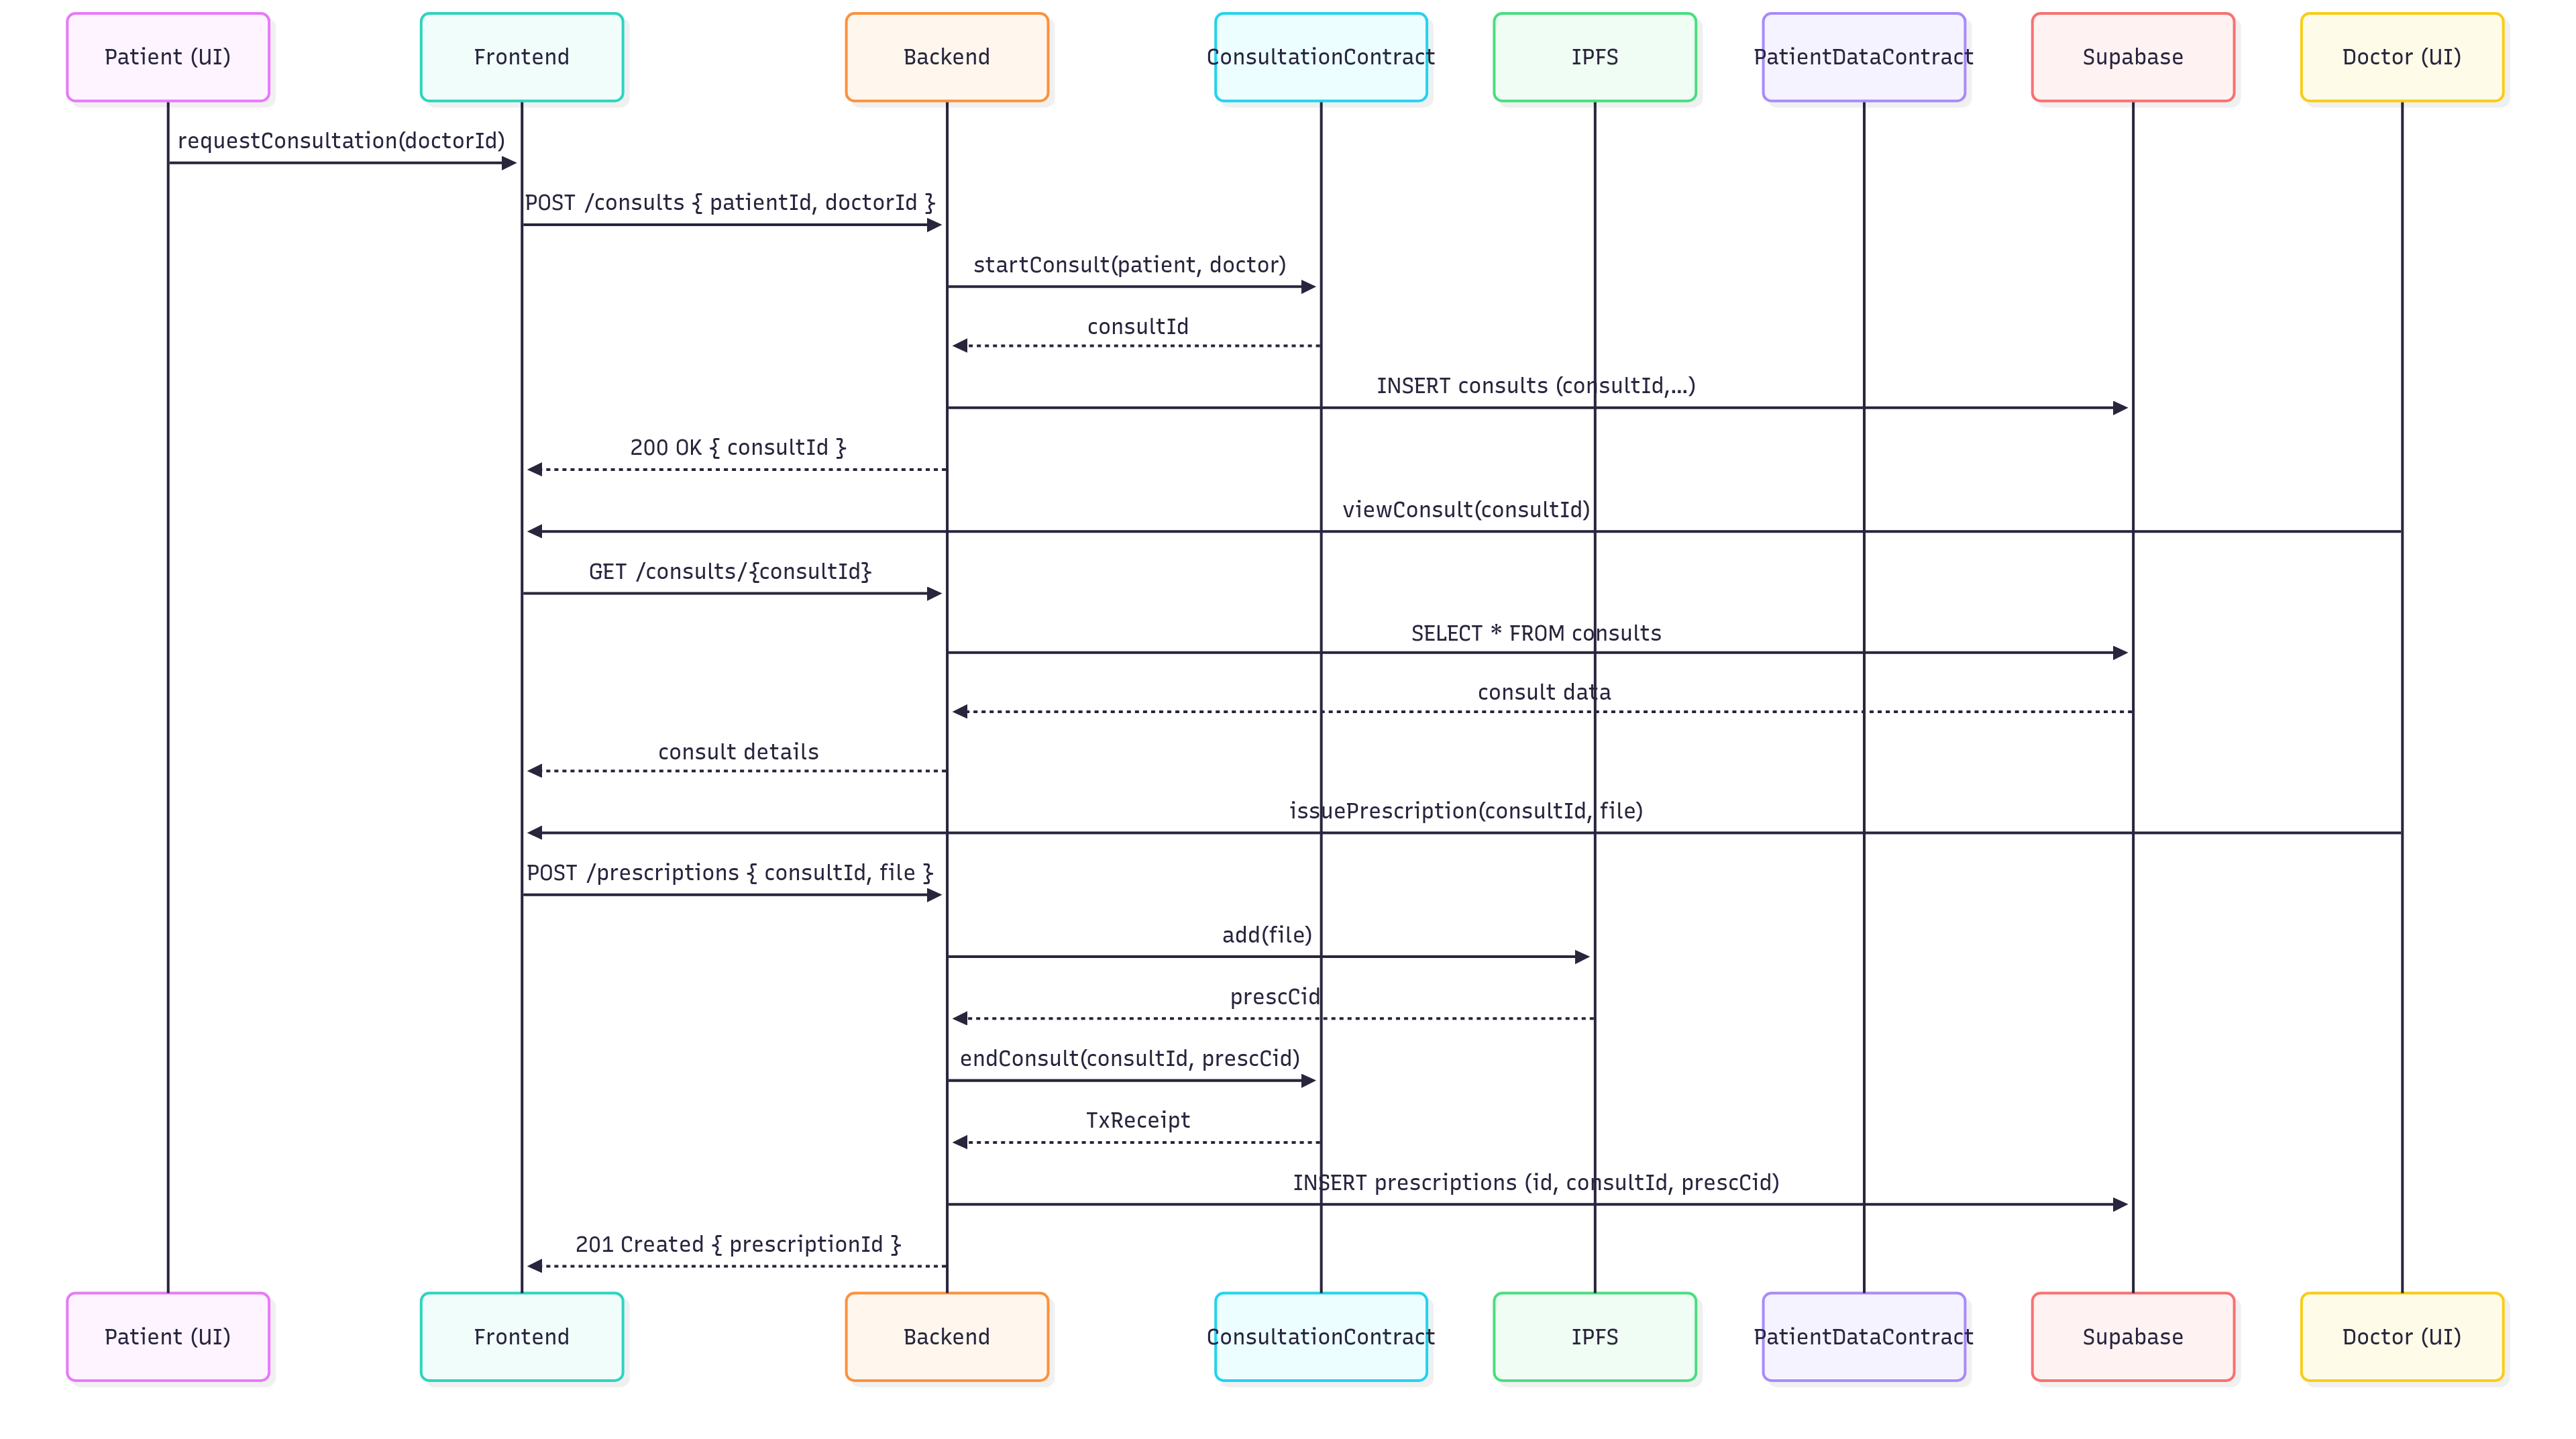 Patient (UI)
Frontend
Backend
ConsultationContract
IPFS
PatientDataContract
Supabase
Doctor (UI)
requestConsultation(doctorId)
POST /consults { patientId, doctorId }
startConsult(patient, doctor)
consultId
INSERT consults (consultId,...)
200 OK { consultId }
viewConsult(consultId)
GET /consults/{consultId}
SELECT * FROM consults
consult data
consult details
issuePrescription(consultId, file)
POST /prescriptions { consultId, file }
add(file)
prescCid
endConsult(consultId, prescCid)
TxReceipt
INSERT prescriptions (id, consultId, prescCid)
201 Created { prescriptionId }
Patient (UI)
Frontend
Backend
ConsultationContract
IPFS
PatientDataContract
Supabase
Doctor (UI)